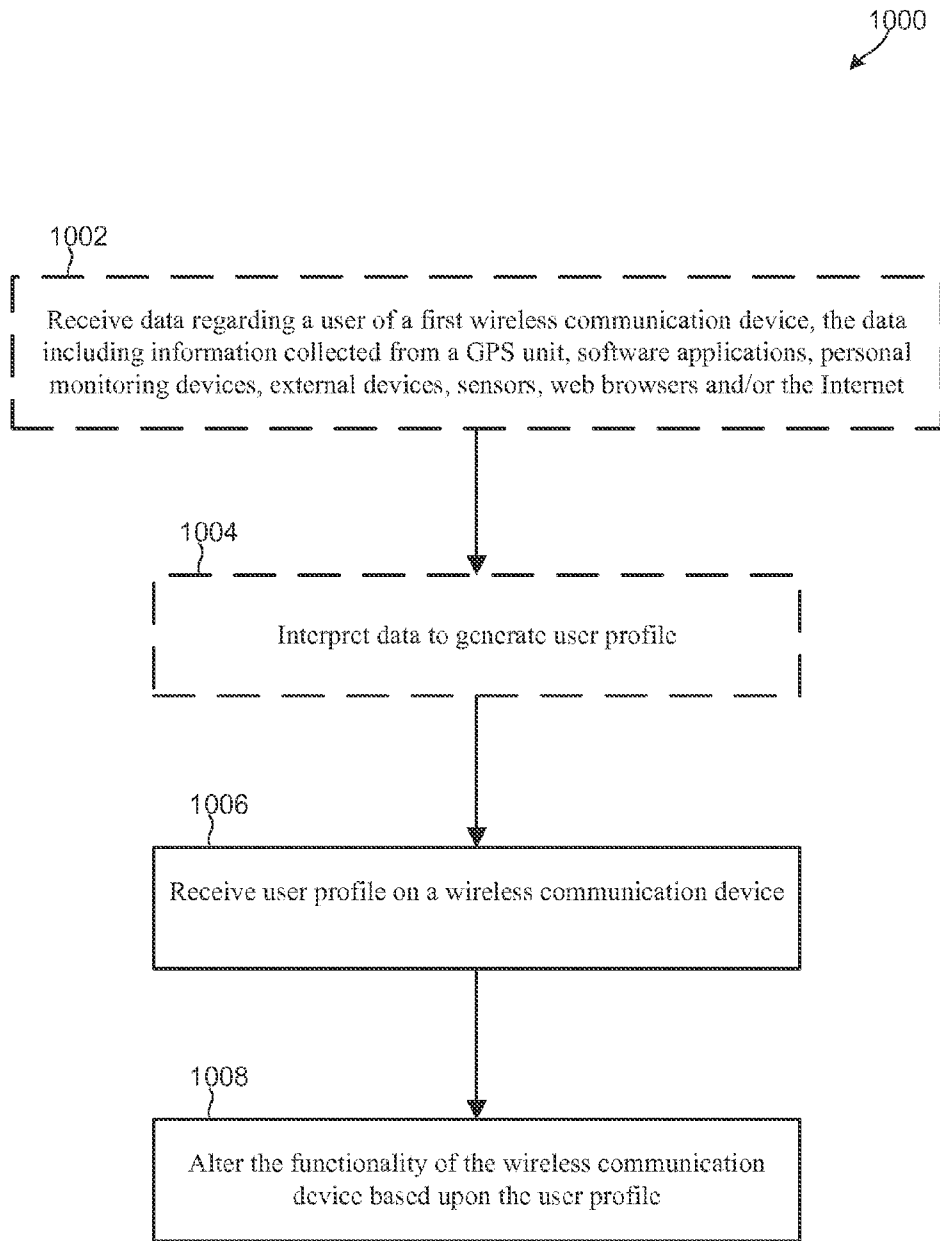 1000
1002
Receive data regarding a user of a first wireless communication device, the data
including information collected from a GPS unit, software applications, personal
monitoring devices, external devices, sensors, web browsers and/or the Internet
1004
Interpret data to generate user profile
1006
Receive user profile on a wireless communication device
1008
Alter the functionality of the wireless communication
device based upon the user profile